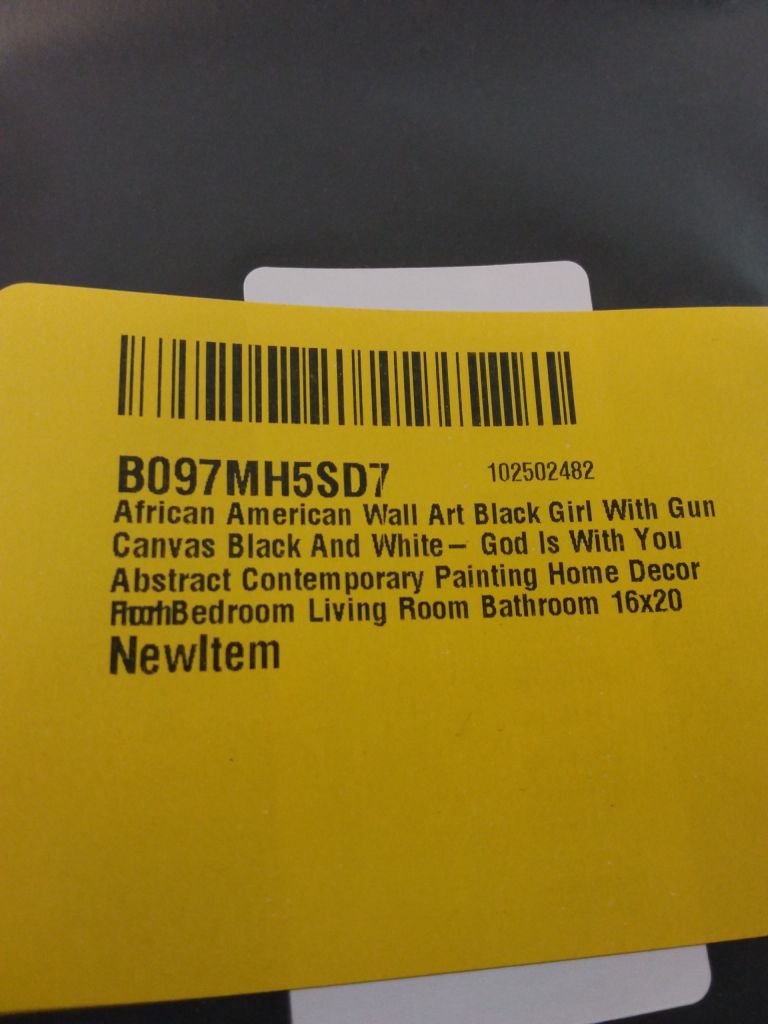 B097MH5SD7 102502482
African American Wall Art Black Girl With Gun
Canvas Black And White– God Is With You
Abstract Contemporary Painting Home Decor
Bedroom Living Room Bathroom 16x20
NewItem